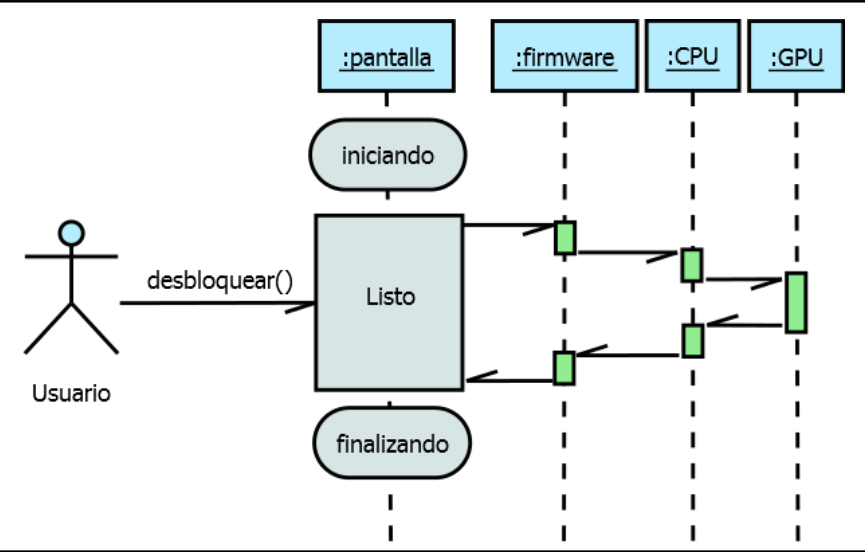 :pantalla
:firmware
:CPU
:GPU
iniciando
desbloquear()
Listo
Usuario
finalizando